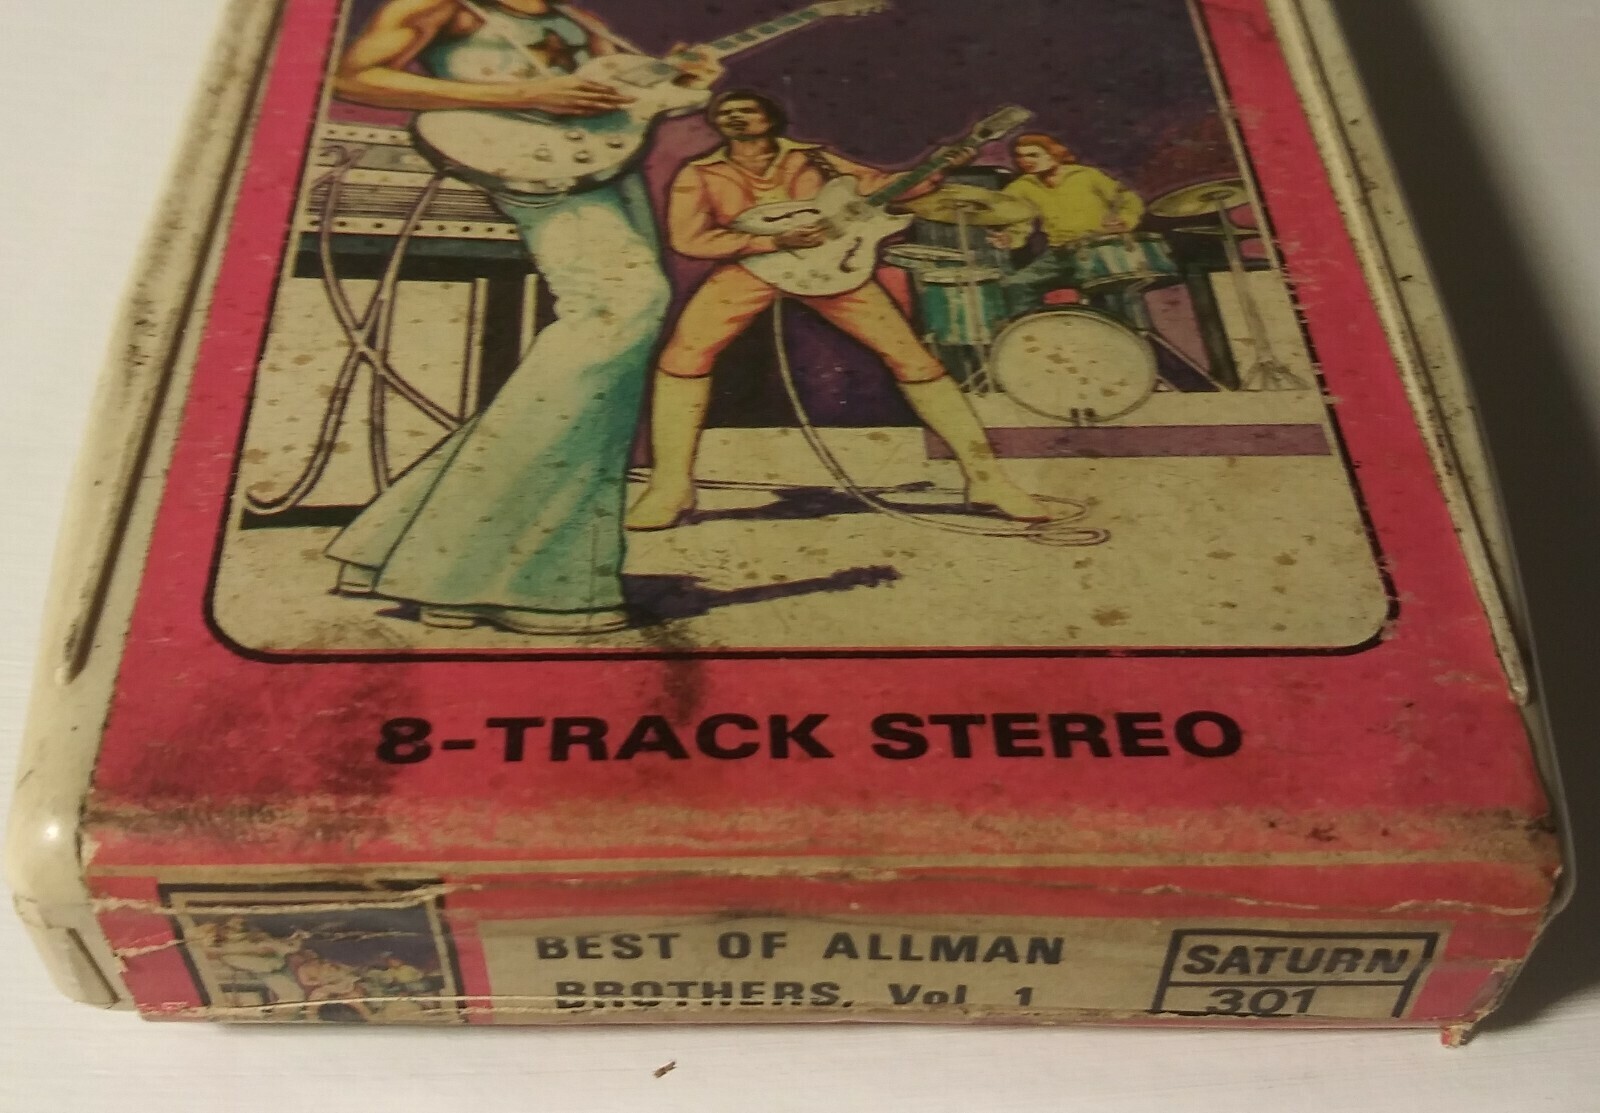 8-TRACK STEREO
BEST OF ALLMAN
BROTHERS, Vol. 1
SATURN
301